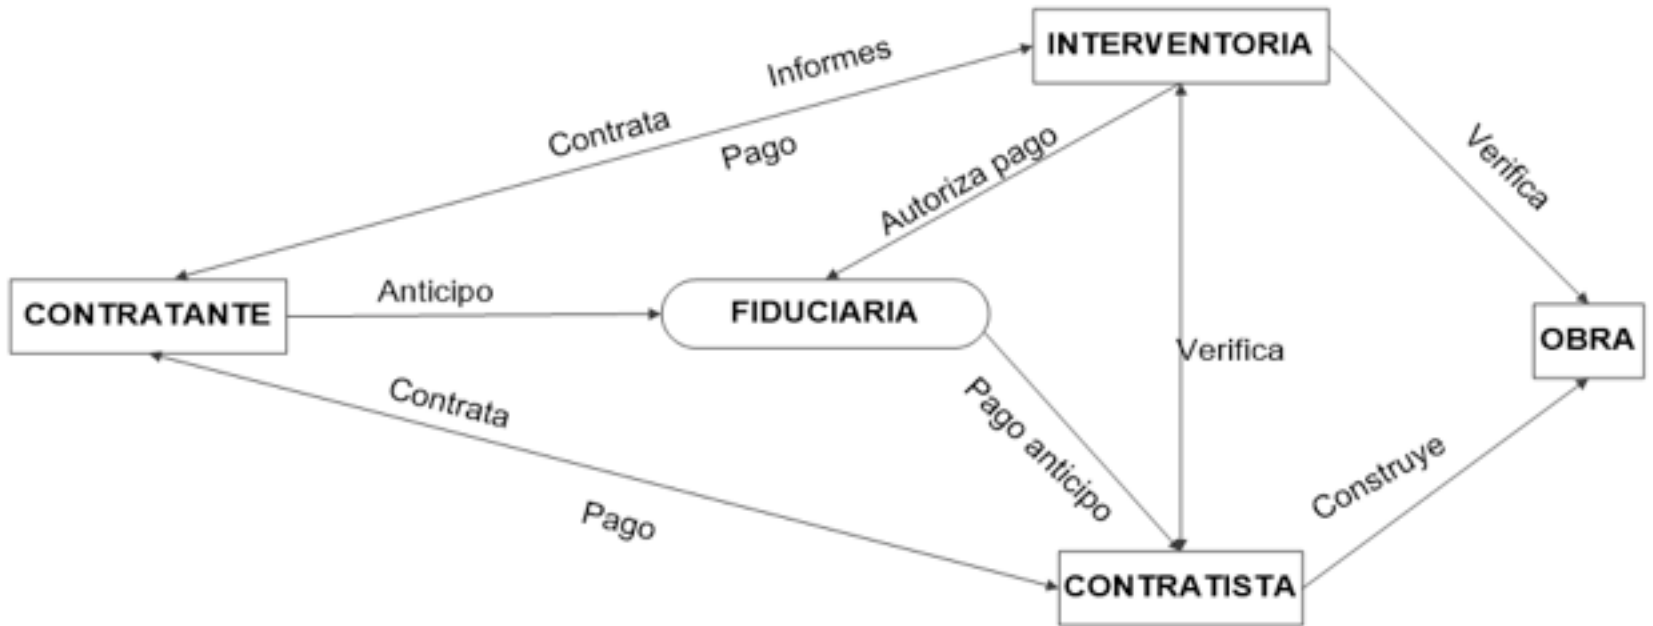 INTERVENTORIA
Informes
Contrata
Pago
Autoriza pago
Verifica
CONTRATANTE
Anticipo
FIDUCIARIA
Verifica
OBRA
Contrata
Pago anticipo
Construye
Pago
CONTRATISTA